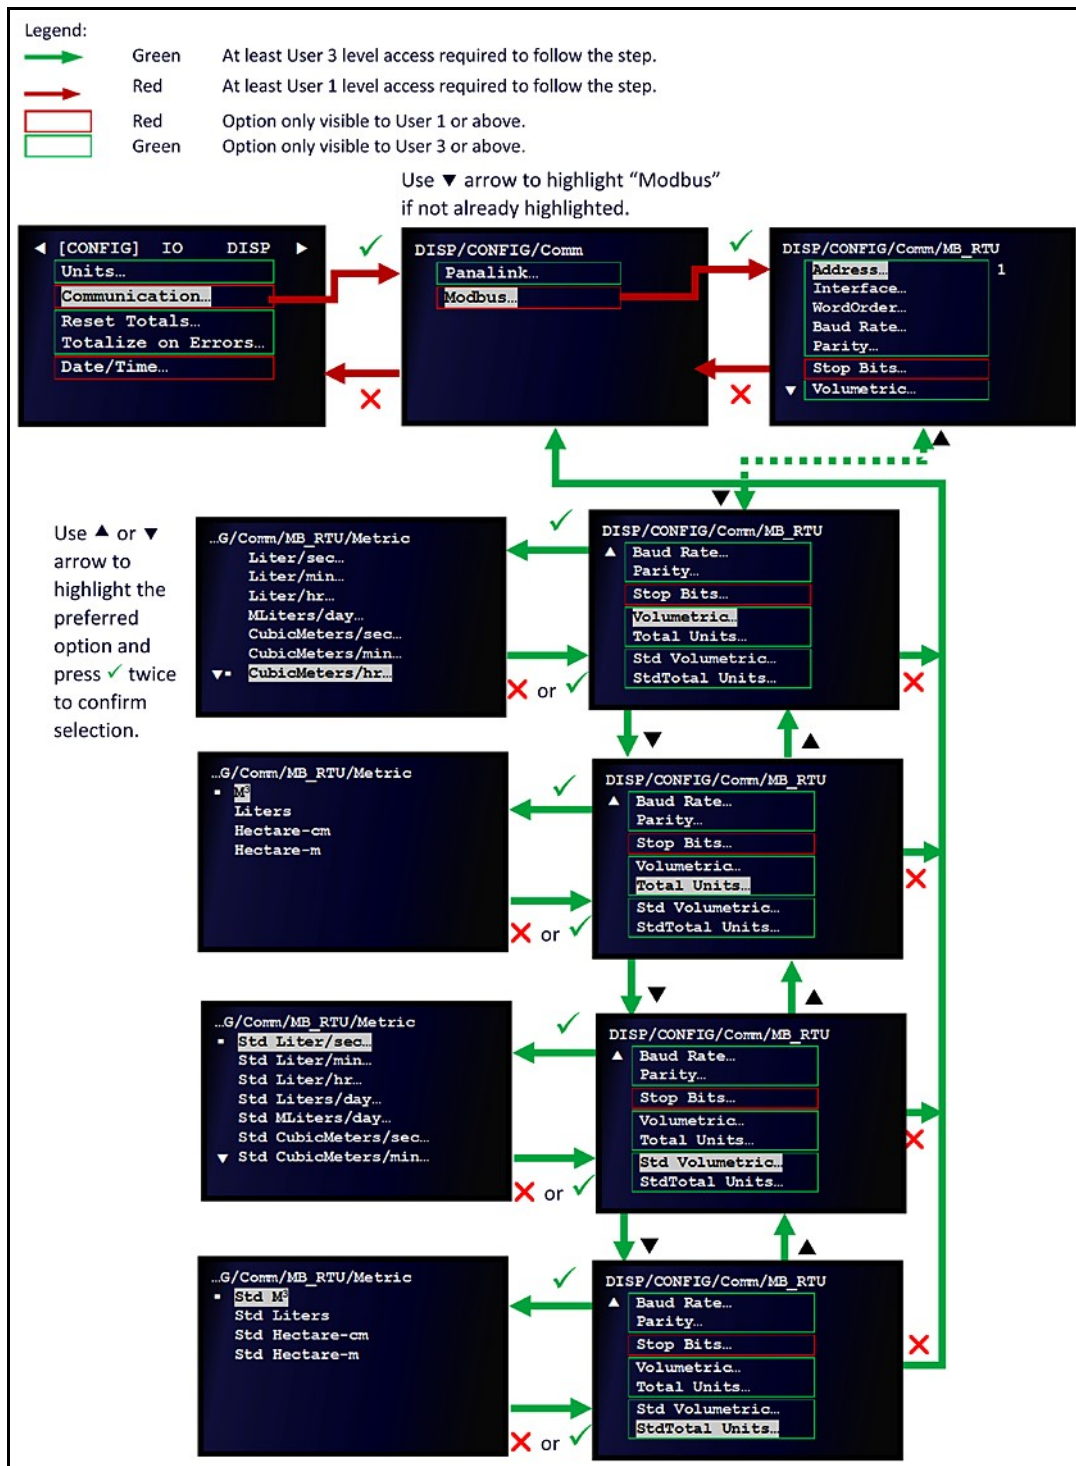 Legend:
Green At least User 3 level access required to follow the step.
Red At least User 1 level access required to follow the step.
Red Option only visible to User 1 or above.
Green Option only visible to User 3 or above.
Use ▼ arrow to highlight “Modbus”
if not already highlighted.
◄ [CONFIG] IO DISP ►
Units…
Communication…
Reset Totals…
Totalize on Errors…
Date/Time…
✓
✕
DISP/CONFIG/Comm
Panalink…
Modbus…
✓
✕
DISP/CONFIG/Comm/MB_RTU
Address… 1
Interface…
WordOrder…
Baud Rate…
Parity…
Stop Bits…
▼ Volumetric…
▲
▼
Use ▲ or ▼
arrow to
highlight the
preferred
option and
press ✓ twice
to confirm
selection.
…G/Comm/MB_RTU/Metric
Liter/sec…
Liter/min…
Liter/hr…
MLiters/day…
CubicMeters/sec…
CubicMeters/min…
▼▪ CubicMeters/hr…
✓
✕ or ✓
DISP/CONFIG/Comm/MB_RTU
▲ Baud Rate…
Parity…
Stop Bits…
Volumetric…
Total Units…
Std Volumetric…
StdTotal Units…
✕
▼ ▲
…G/Comm/MB_RTU/Metric
▪ M³
Liters
Hectare-cm
Hectare-m
✓
✕ or ✓
DISP/CONFIG/Comm/MB_RTU
▲ Baud Rate…
Parity…
Stop Bits…
Volumetric…
Total Units…
Std Volumetric…
StdTotal Units…
✕
▼ ▲
…G/Comm/MB_RTU/Metric
▪ Std Liter/sec…
Std Liter/min…
Std Liter/hr…
Std Liters/day…
Std MLiters/day…
Std CubicMeters/sec…
▼ Std CubicMeters/min…
✓
✕ or ✓
DISP/CONFIG/Comm/MB_RTU
▲ Baud Rate…
Parity…
Stop Bits…
Volumetric…
Total Units…
Std Volumetric…
StdTotal Units…
✕
▼ ▲
…G/Comm/MB_RTU/Metric
▪ Std M³
Std Liters
Std Hectare-cm
Std Hectare-m
✓
✕ or ✓
DISP/CONFIG/Comm/MB_RTU
▲ Baud Rate…
Parity…
Stop Bits…
Volumetric…
Total Units…
Std Volumetric…
StdTotal Units…
✕